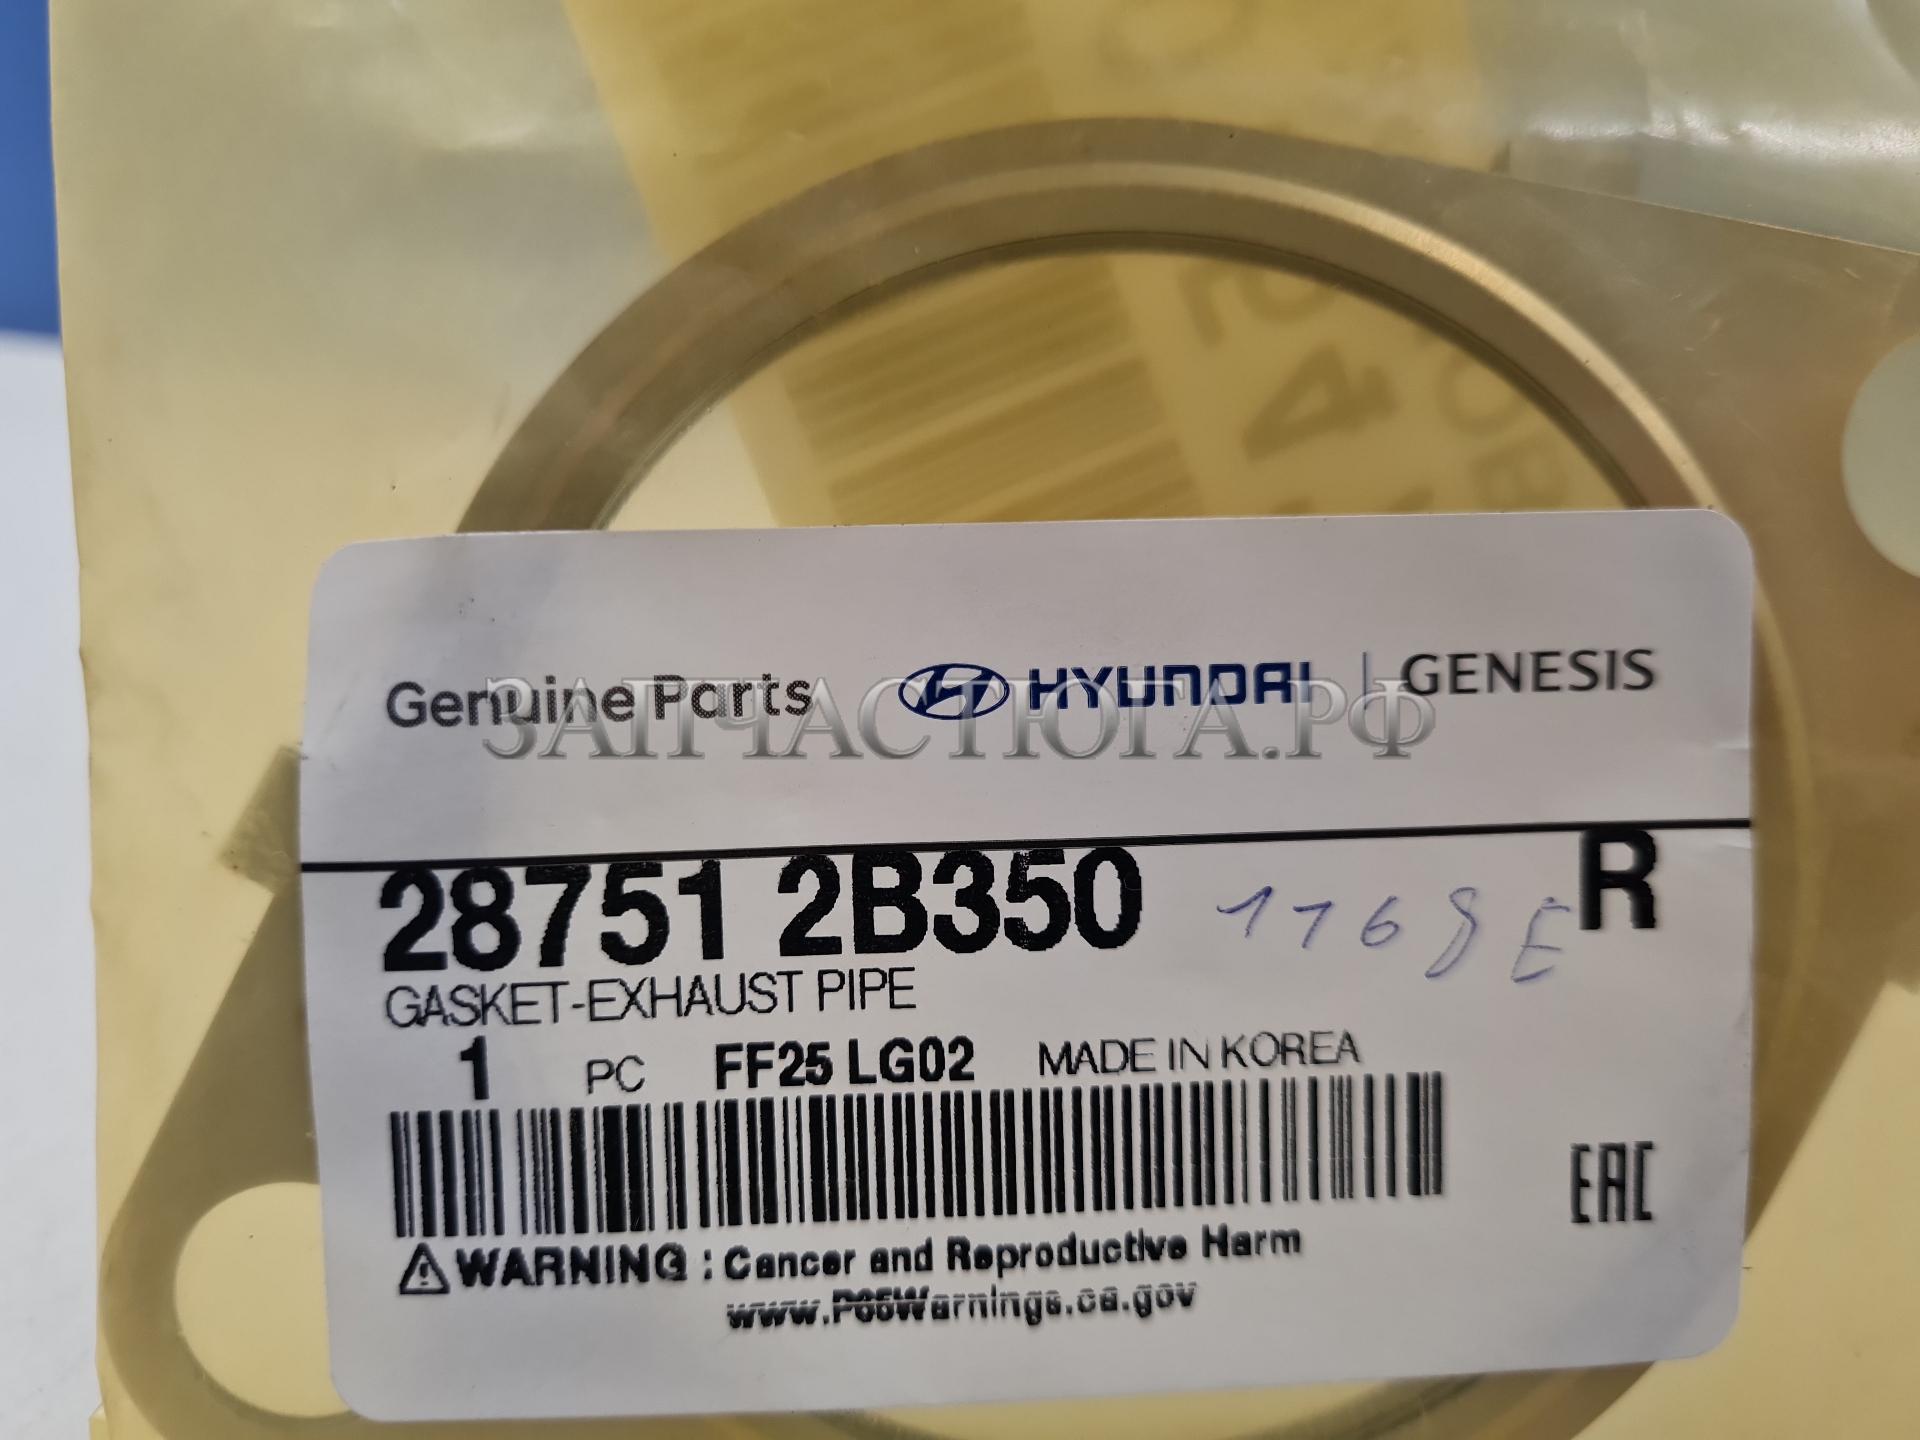 Genuine Parts HYUNDAI | GENESIS
ЗАПЧАСТЮГА.РФ
28751 2B350 1168E R
GASKET-EXHAUST PIPE
1 PC FF25 LG02 MADE IN KOREA
EAC
WARNING : Cancer and Reproductive Harm
www.P65Warnings.ca.gov